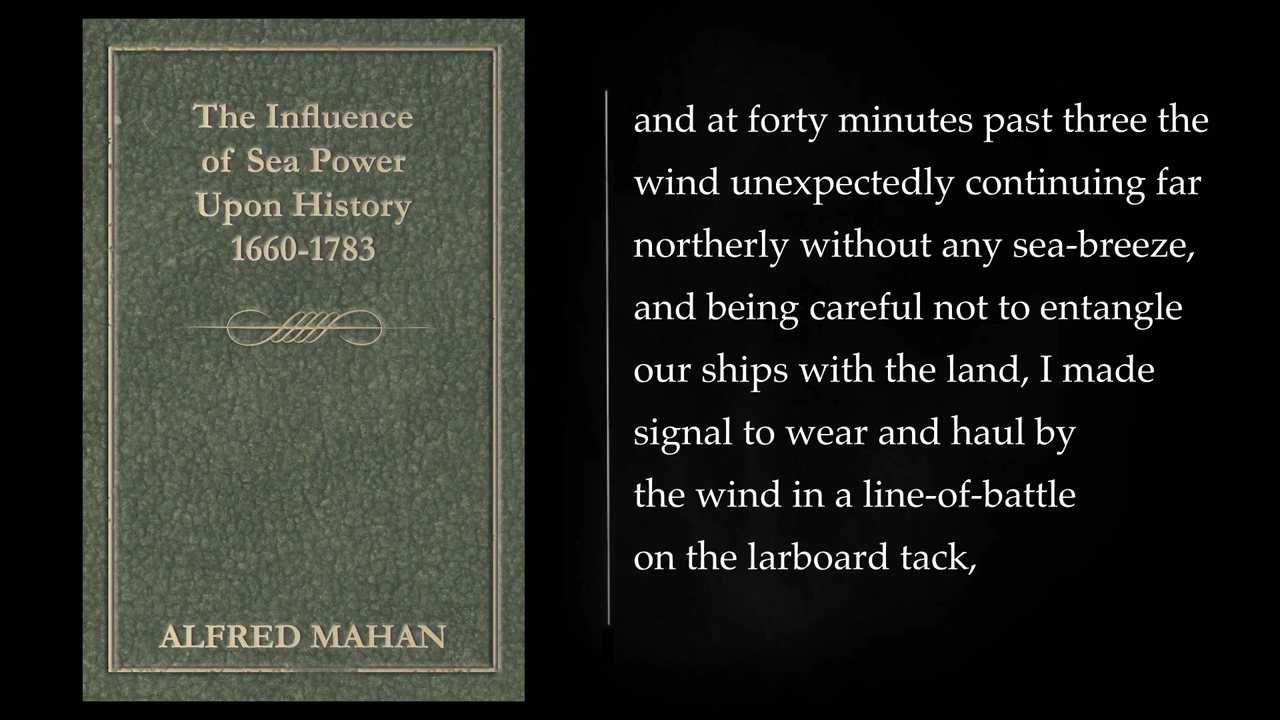 The Influence
of Sea Power
Upon History
1660-1783
ALFRED MAHAN
and at forty minutes past three the
wind unexpectedly continuing far
northerly without any sea-breeze,
and being careful not to entangle
our ships with the land, I made
signal to wear and haul by
the wind in a line-of-battle
on the larboard tack,